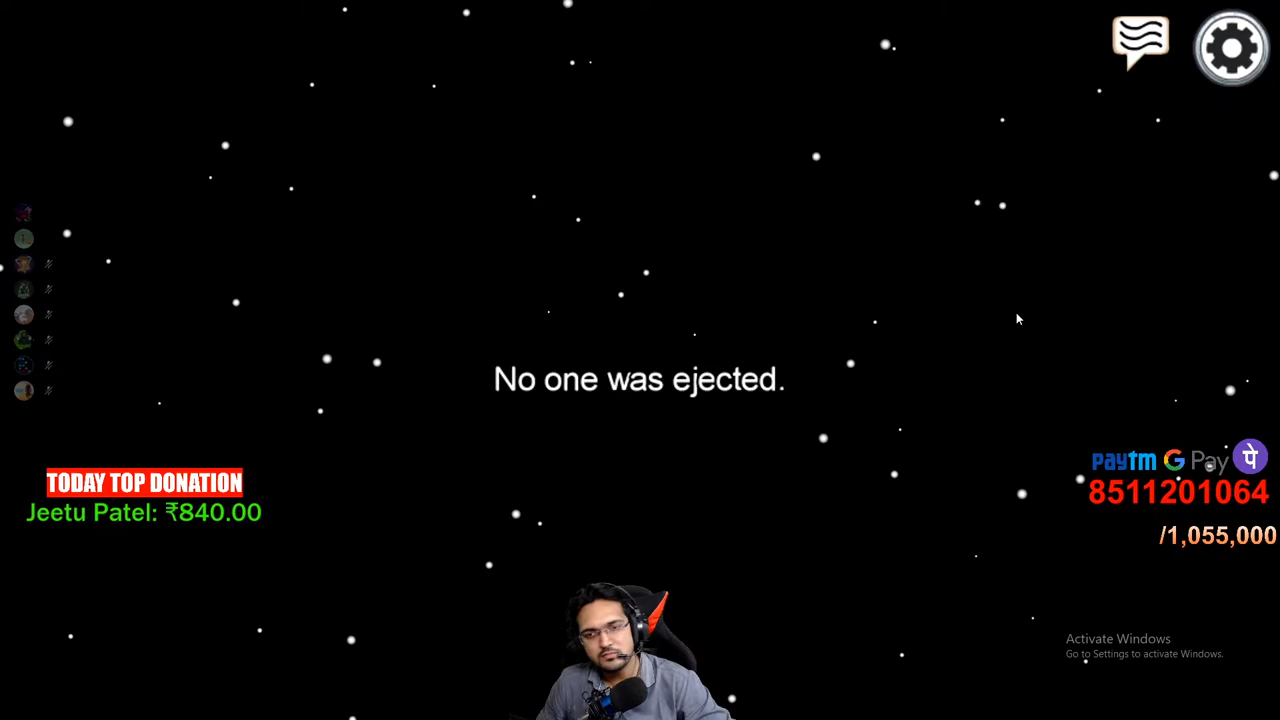 No one was ejected.
TODAY TOP DONATION
Jeetu Patel: ₹840.00
paytm G Pay पे
8511201064
/1,055,000
Activate Windows
Go to Settings to activate Windows.